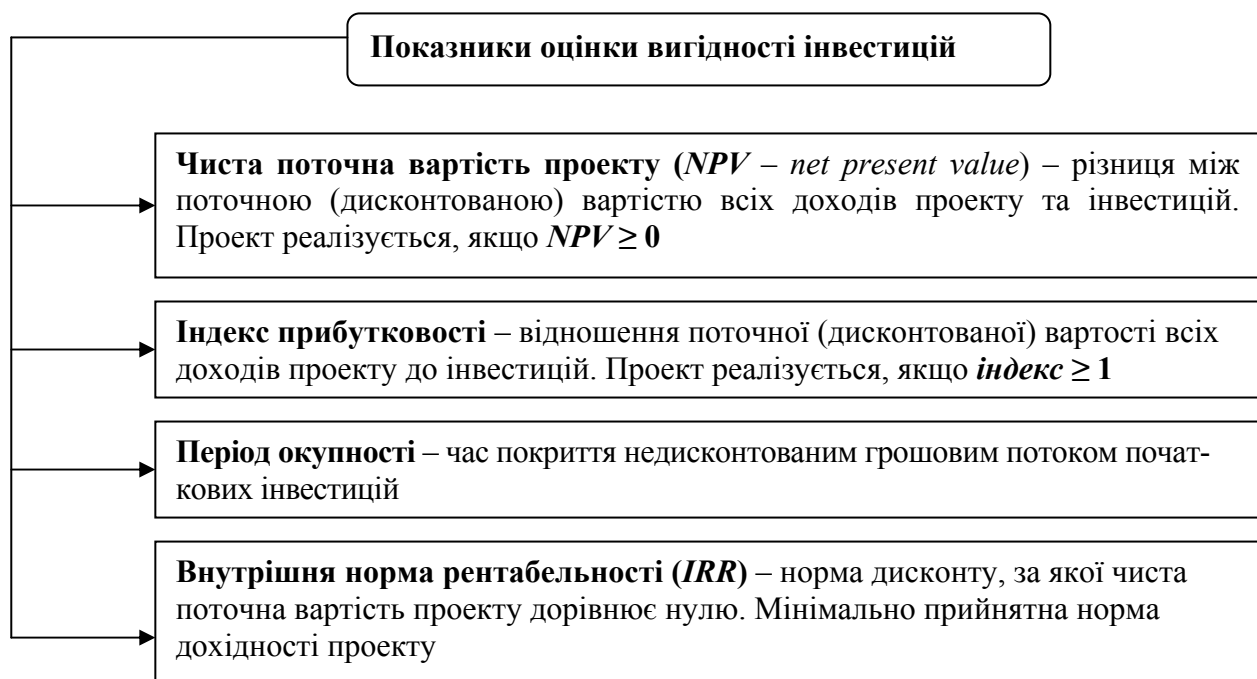 Показники оцінки вигідності інвестицій
Чиста поточна вартість проекту (NPV – net present value) – різниця між
поточною (дисконтованою) вартістю всіх доходів проекту та інвестицій.
Проект реалізується, якщо NPV ≥ 0
Індекс прибутковості – відношення поточної (дисконтованої) вартості всіх
доходів проекту до інвестицій. Проект реалізується, якщо індекс ≥ 1
Період окупності – час покриття недисконтованим грошовим потоком почат-
кових інвестицій
Внутрішня норма рентабельності (IRR) – норма дисконту, за якої чиста
поточна вартість проекту дорівнює нулю. Мінімально прийнятна норма
дохідності проекту